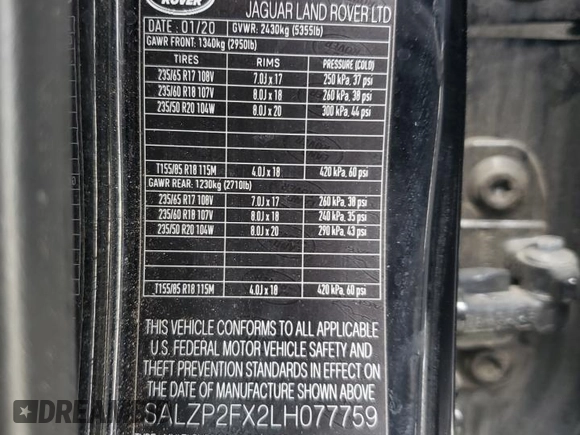 ROVER
JAGUAR LAND ROVER LTD
DATE : 01/20 GVWR: 2430kg (5355lb)
GAWR FRONT: 1340kg (2950lb)
TIRES RIMS PRESSURE (COLD)
235/65 R17 108V 7.0J x 17 250 kPa, 37 psi
235/60 R18 107V 8.0J x 18 260 kPa, 38 psi
235/50 R20 104W 8.0J x 20 300 kPa, 44 psi
T155/85 R18 115M 4.0J x 18 420 kPa, 60 psi
GAWR REAR: 1230kg (2710lb)
235/65 R17 108V 7.0J x 17 260 kPa, 38 psi
235/60 R18 107V 8.0J x 18 240 kPa, 35 psi
235/50 R20 104W 8.0J x 20 290 kPa, 43 psi
T155/85 R18 115M 4.0J x 18 420 kPa, 60 psi
THIS VEHICLE CONFORMS TO ALL APPLICABLE
U.S. FEDERAL MOTOR VEHICLE SAFETY AND
THEFT PREVENTION STANDARDS IN EFFECT ON
THE DATE OF MANUFACTURE SHOWN ABOVE
SALZP2FX2LH077759
DREAMS.COM